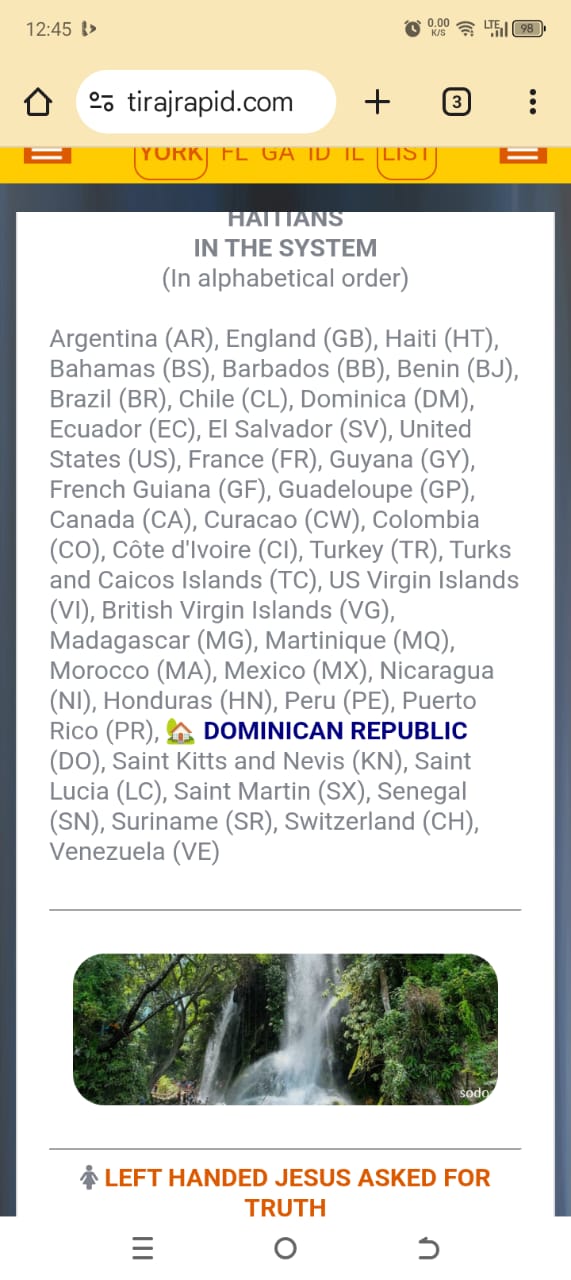 12:45
0.00
K/S
LTE
98
tirajrapid.com
3
YORK FL GA ID IL LIST
HAITIANS
IN THE SYSTEM
(In alphabetical order)
Argentina (AR), England (GB), Haiti (HT),
Bahamas (BS), Barbados (BB), Benin (BJ),
Brazil (BR), Chile (CL), Dominica (DM),
Ecuador (EC), El Salvador (SV), United
States (US), France (FR), Guyana (GY),
French Guiana (GF), Guadeloupe (GP),
Canada (CA), Curacao (CW), Colombia
(CO), Côte d'Ivoire (CI), Turkey (TR), Turks
and Caicos Islands (TC), US Virgin Islands
(VI), British Virgin Islands (VG),
Madagascar (MG), Martinique (MQ),
Morocco (MA), Mexico (MX), Nicaragua
(NI), Honduras (HN), Peru (PE), Puerto
Rico (PR), 🏡 DOMINICAN REPUBLIC
(DO), Saint Kitts and Nevis (KN), Saint
Lucia (LC), Saint Martin (SX), Senegal
(SN), Suriname (SR), Switzerland (CH),
Venezuela (VE)
sodo
LEFT HANDED JESUS ASKED FOR
TRUTH